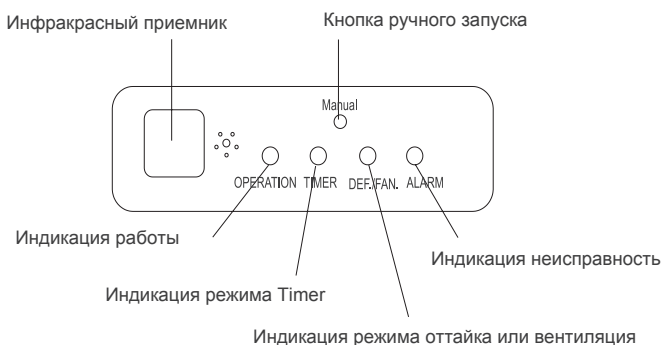 Инфракрасный приемник
Кнопка ручного запуска
Manual
OPERATION TIMER DEF./FAN. ALARM
Индикация работы
Индикация неисправность
Индикация режима Timer
Индикация режима оттайка или вентиляция